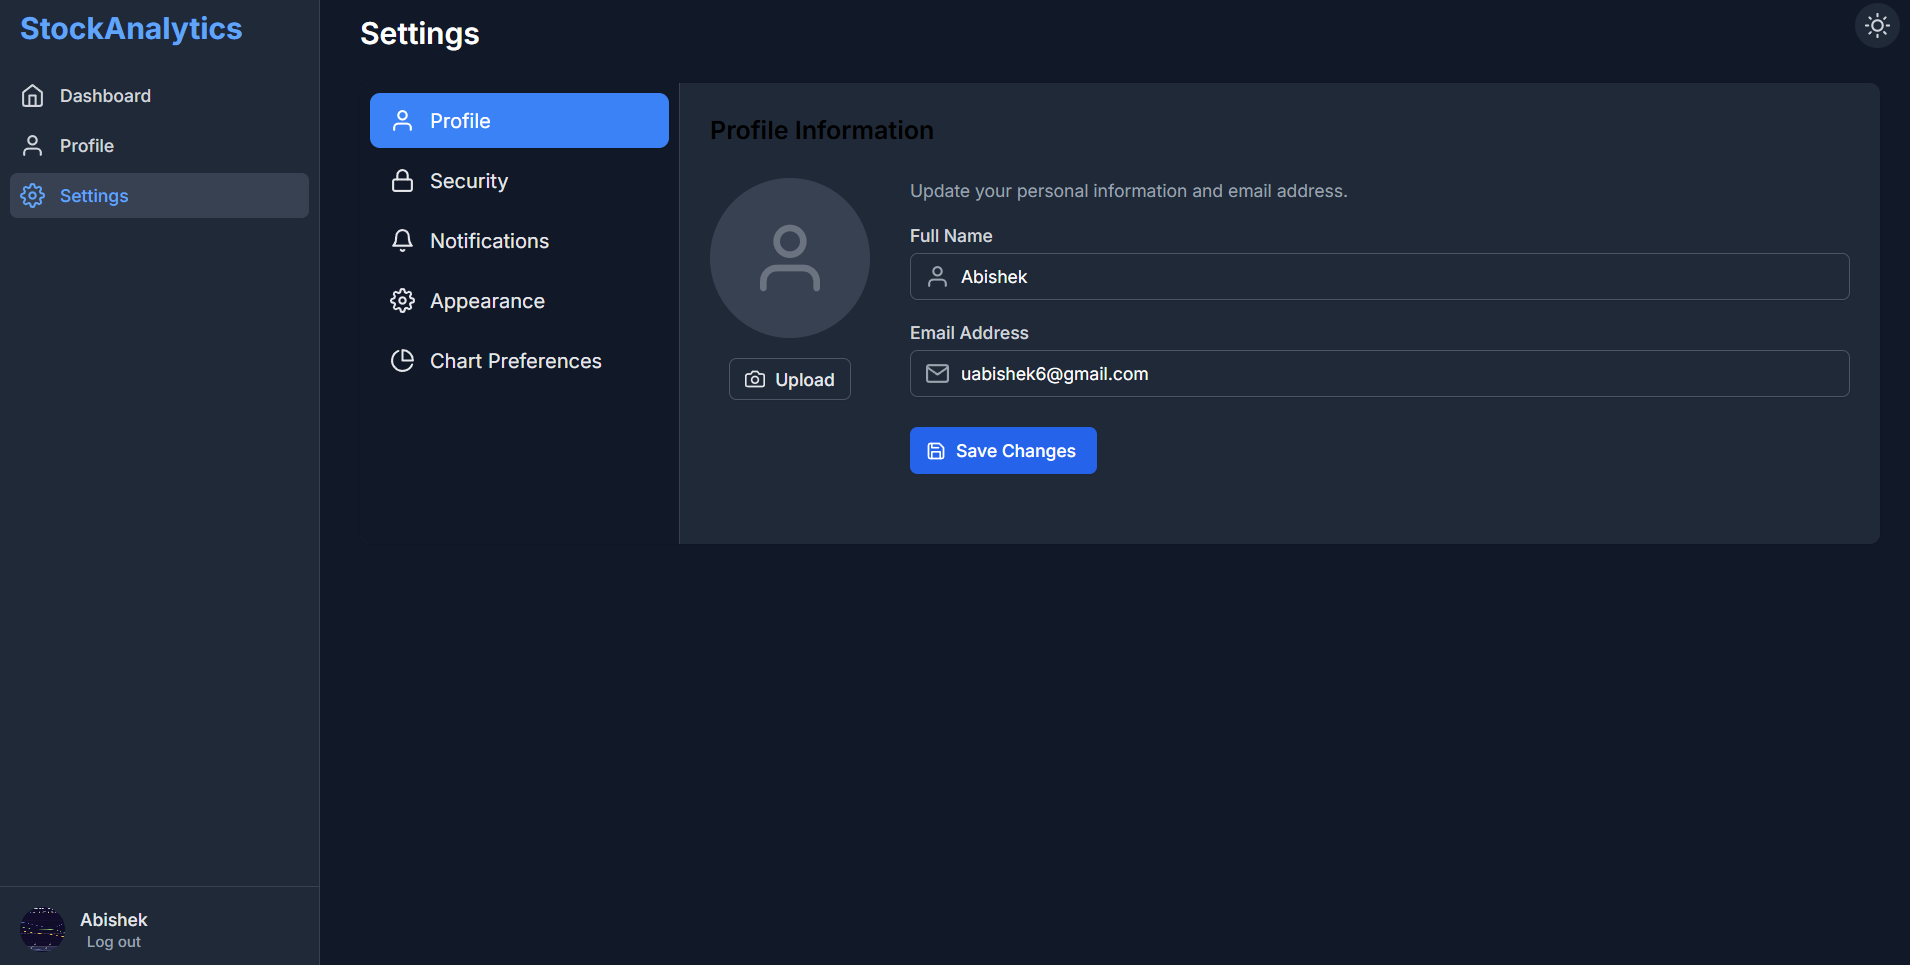 StockAnalytics
Dashboard
Profile
Settings
Settings
Profile
Security
Notifications
Appearance
Chart Preferences
Profile Information
Upload
Update your personal information and email address.
Full Name
Abishek
Email Address
uabishek6@gmail.com
Save Changes
Abishek
Log out